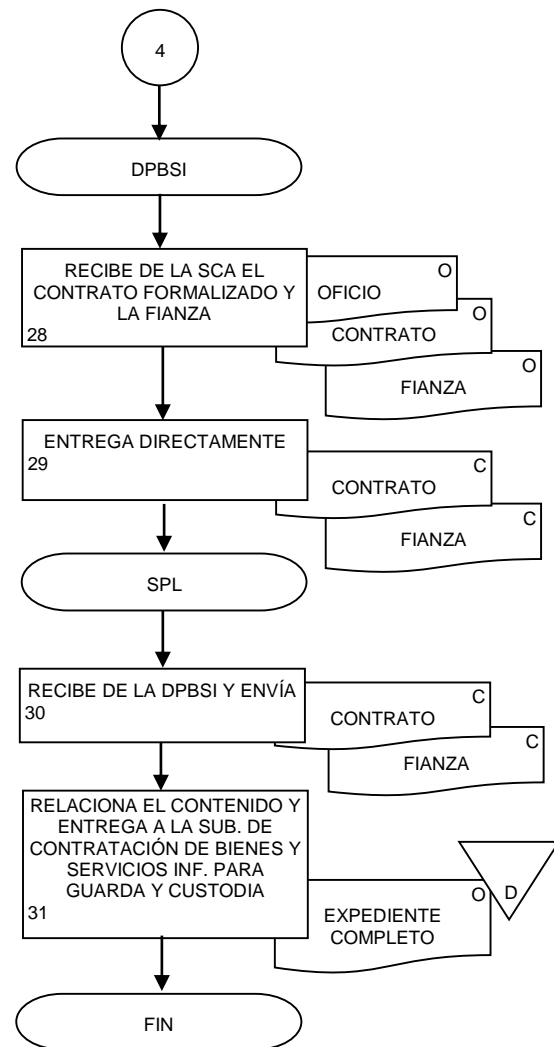 4
DPBSI
RECIBE DE LA SCA EL
CONTRATO FORMALIZADO Y
LA FIANZA
28
O
OFICIO
O
CONTRATO
O
FIANZA
ENTREGA DIRECTAMENTE
29
C
CONTRATO
C
FIANZA
SPL
RECIBE DE LA DPBSI Y ENVÍA
30
C
CONTRATO
C
FIANZA
RELACIONA EL CONTENIDO Y
ENTREGA A LA SUB. DE
CONTRATACIÓN DE BIENES Y
SERVICIOS INF. PARA
GUARDA Y CUSTODIA
31
O
EXPEDIENTE
COMPLETO
D
FIN